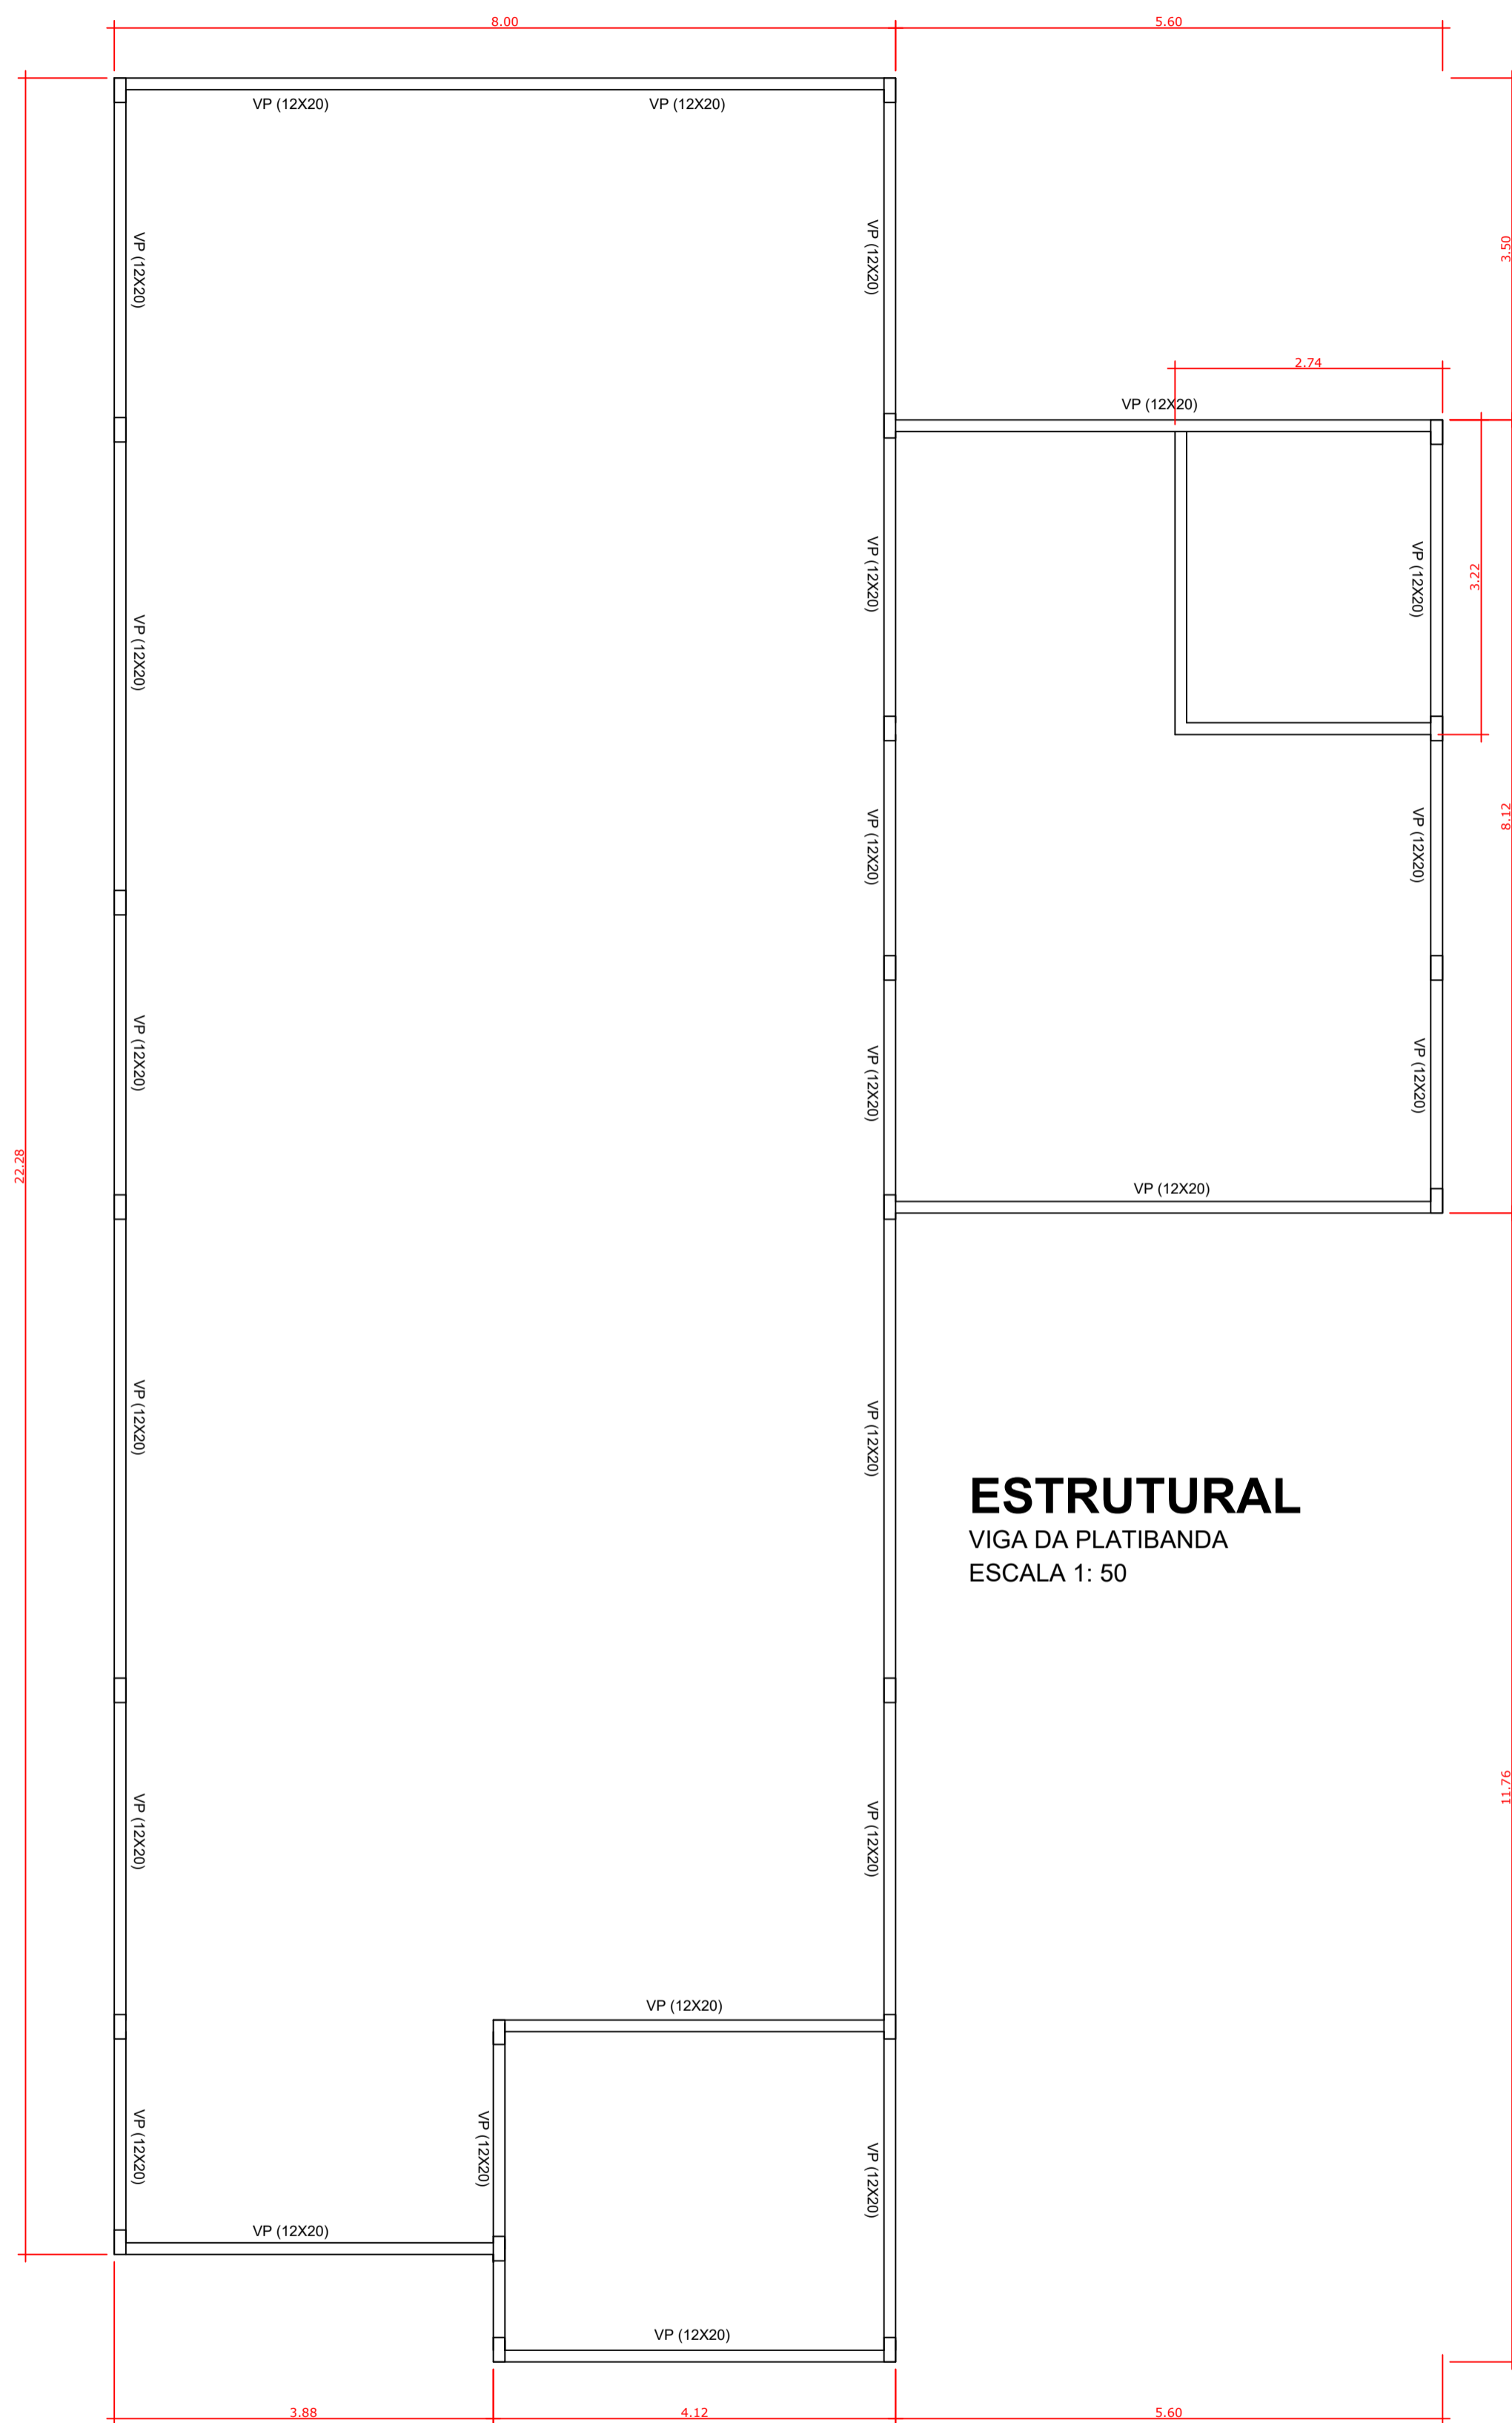 8.00
5.60
VP (12X20)
VP (12X20)
VP (12X20)
VP (12X20)
3.50
2.74
VP (12X20)
VP (12X20)
VP (12X20)
3.22
VP (12X20)
VP (12X20)
VP (12X20)
8.12
VP (12X20)
VP (12X20)
VP (12X20)
22.28
VP (12X20)
VP (12X20)
VP (12X20)
ESTRUTURAL
VIGA DA PLATIBANDA
ESCALA 1: 50
11.76
VP (12X20)
VP (12X20)
VP (12X20)
VP (12X20)
VP (12X20)
VP (12X20)
VP (12X20)
VP (12X20)
3.88
4.12
5.60